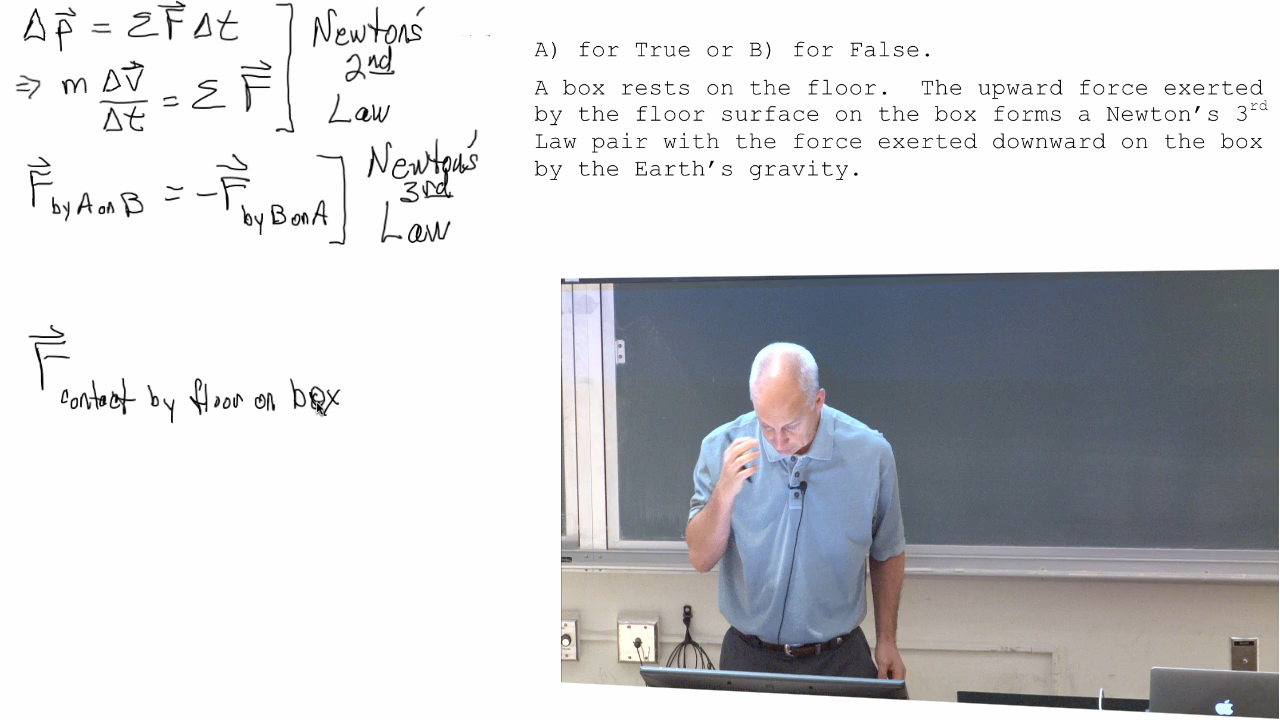 Δp⃗ = ΣF⃗ Δt
⇒ m Δv⃗/Δt = Σ F⃗
Newtons'
2nd
Law
F⃗ by A on B = -F⃗ by B on A
Newton's
3rd
Law
F⃗ contact by floor on box
A) for True or B) for False.
A box rests on the floor. The upward force exerted
by the floor surface on the box forms a Newton’s 3rd
Law pair with the force exerted downward on the box
by the Earth’s gravity.